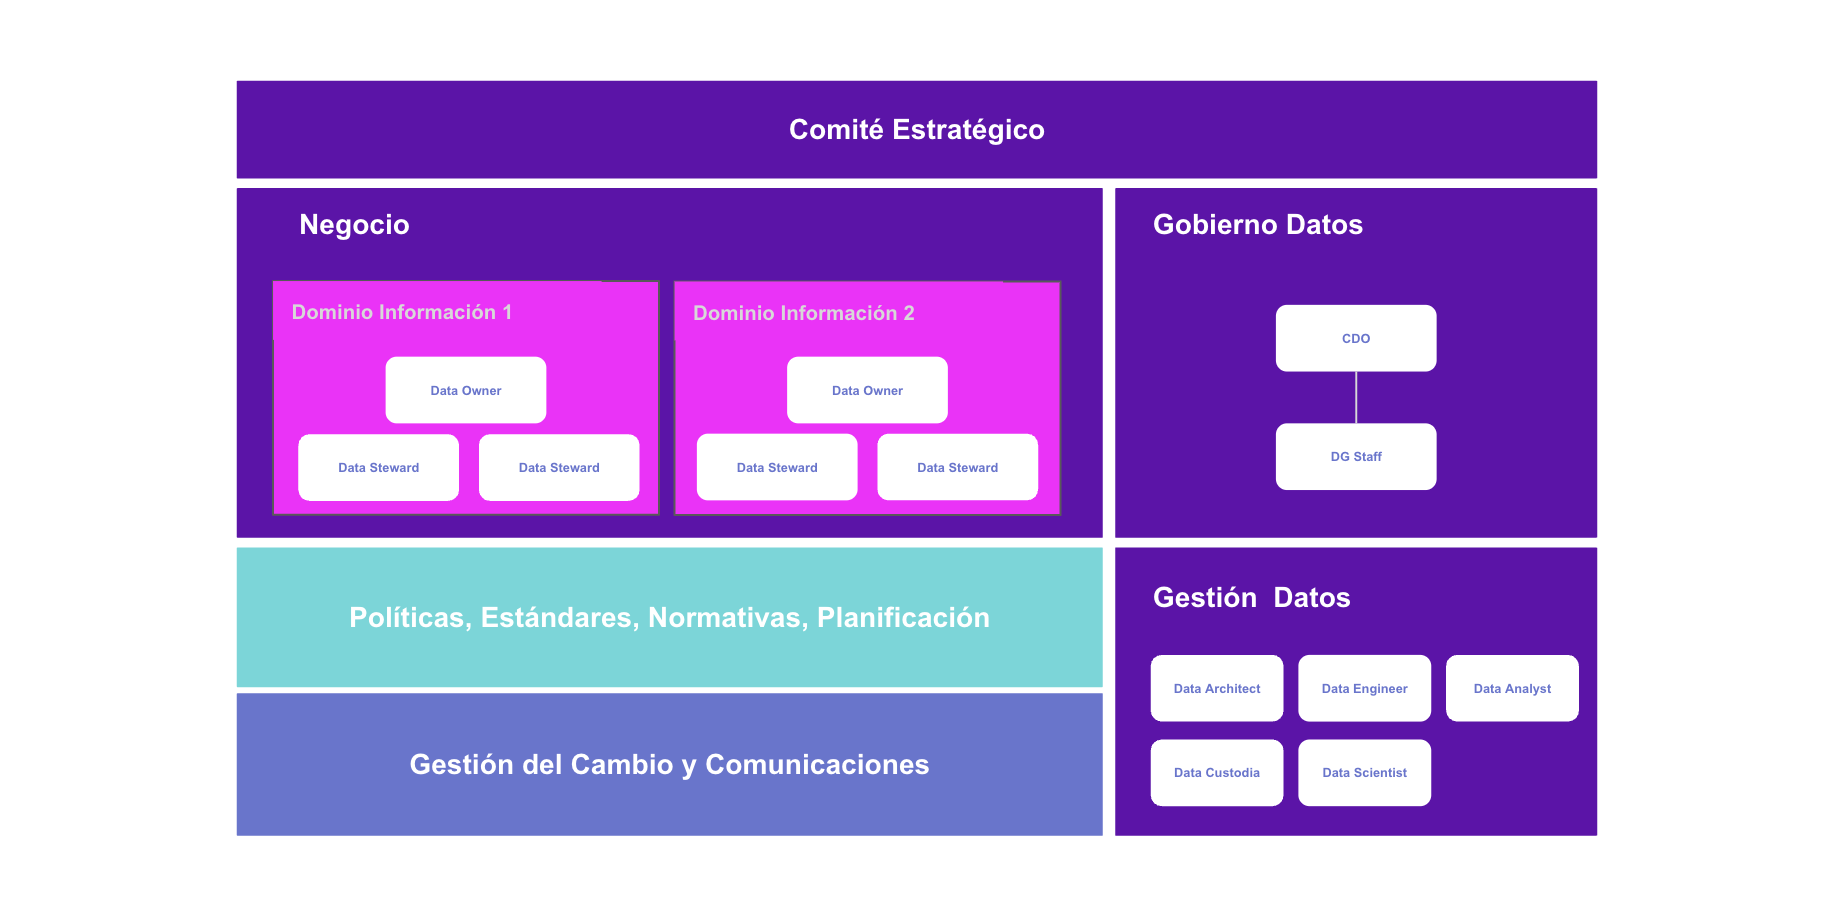 Comité Estratégico
Negocio
Dominio Información 1
Data Owner
Data Steward
Data Steward
Dominio Información 2
Data Owner
Data Steward
Data Steward
Gobierno Datos
CDO
DG Staff
Políticas, Estándares, Normativas, Planificación
Gestión del Cambio y Comunicaciones
Gestión  Datos
Data Architect
Data Engineer
Data Analyst
Data Custodia
Data Scientist